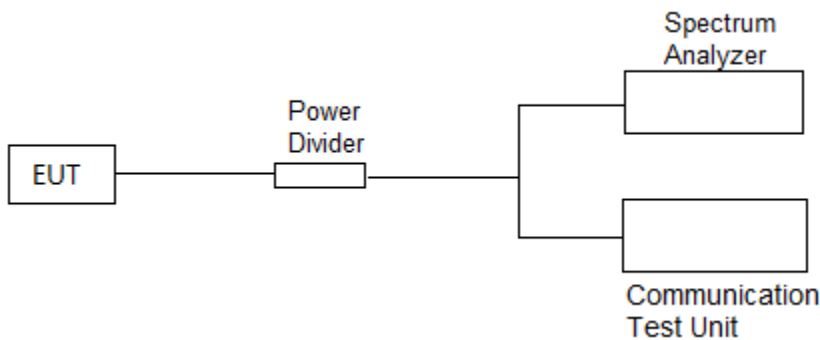 Spectrum
Analyzer
Power
Divider
EUT
Communication
Test Unit